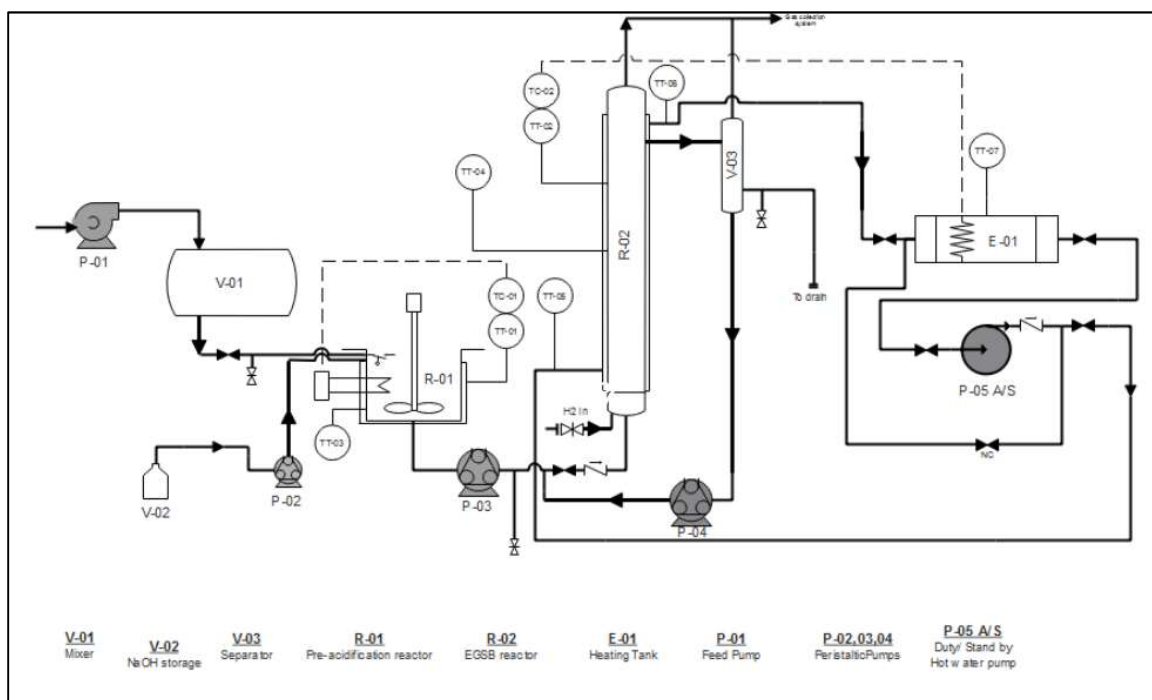 Gas collection
system
TC-02
TT-06
TT-02
TT-07
TT-04
V-03
R-02
E-01
P-01
V-01
TC-01
TT-05
To drain
TT-01
R-01
P-05 A/S
H2 In
TT-03
NC
P-02
P-03
V-02
P-04
V-01
Mixer
V-02
NaOH storage
V-03
Separator
R-01
Pre-acidification reactor
R-02
EGSB reactor
E-01
Heating Tank
P-01
Feed Pump
P-02,03,04
PeristalticPumps
P-05 A/S
Duty/ Stand by
Hot water pump